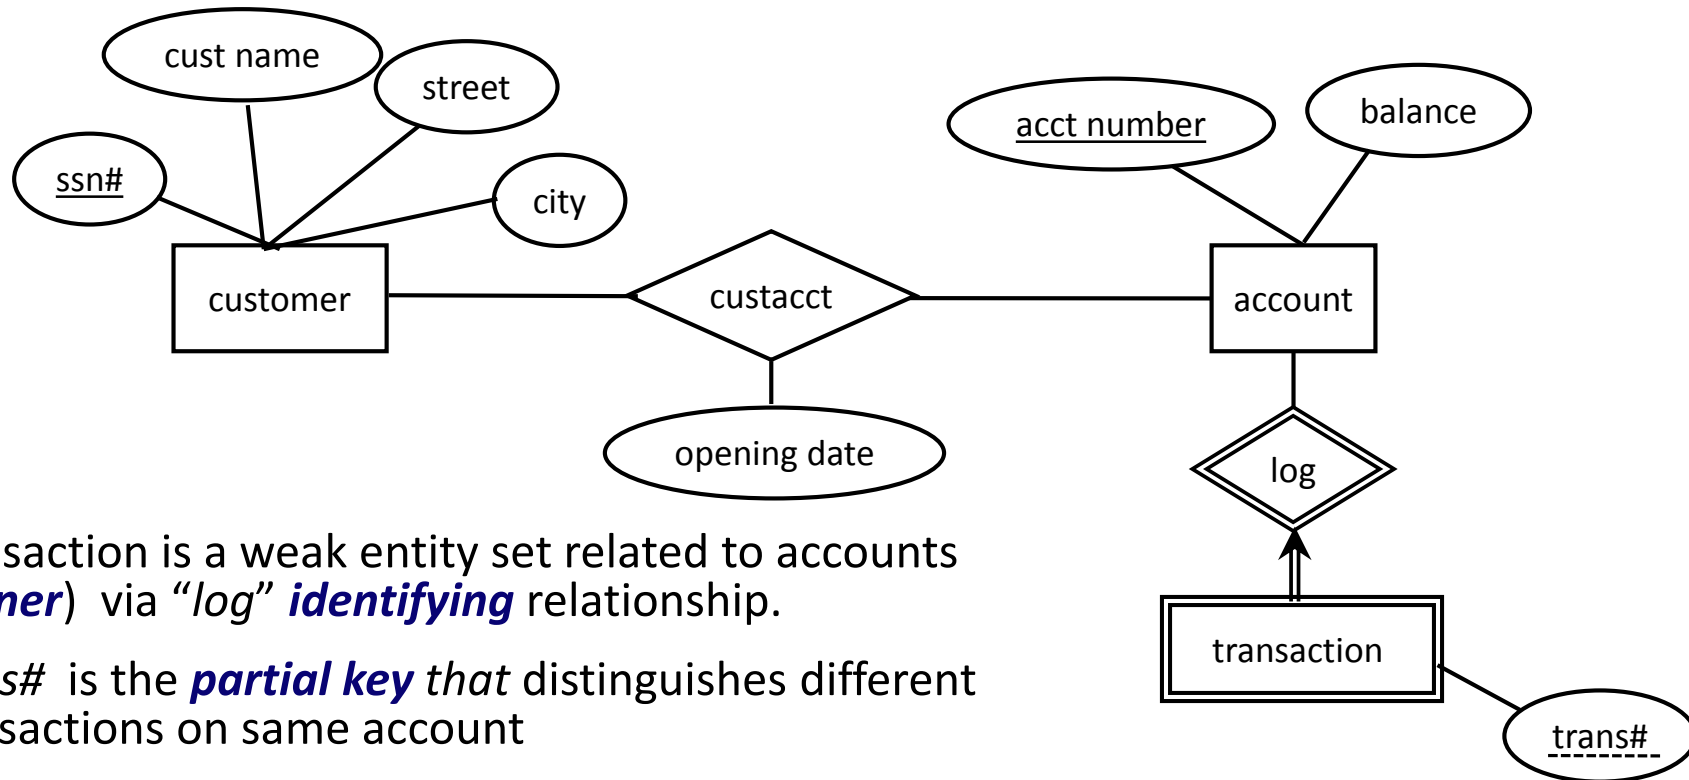 cust name
street
ssn#
city
acct number
balance
customer
custacct
account
opening date
log
saction is a weak entity set related to accounts
ner) via “log” identifying relationship.
s# is the partial key that distinguishes different
sactions on same account
transaction
trans#